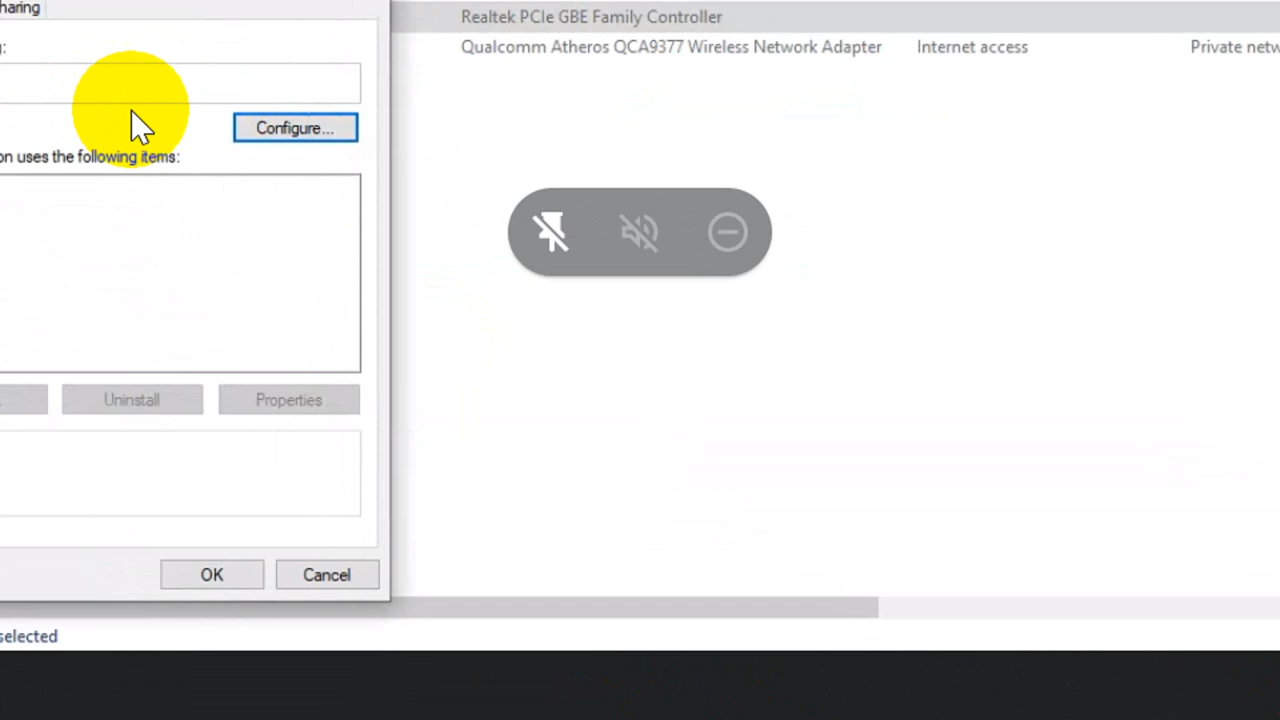 haring
Realtek PCIe GBE Family Controller
Qualcomm Atheros QCA9377 Wireless Network Adapter Internet access Private netw
:
Configure...
on uses the following items:
. Uninstall Properties
OK Cancel
selected